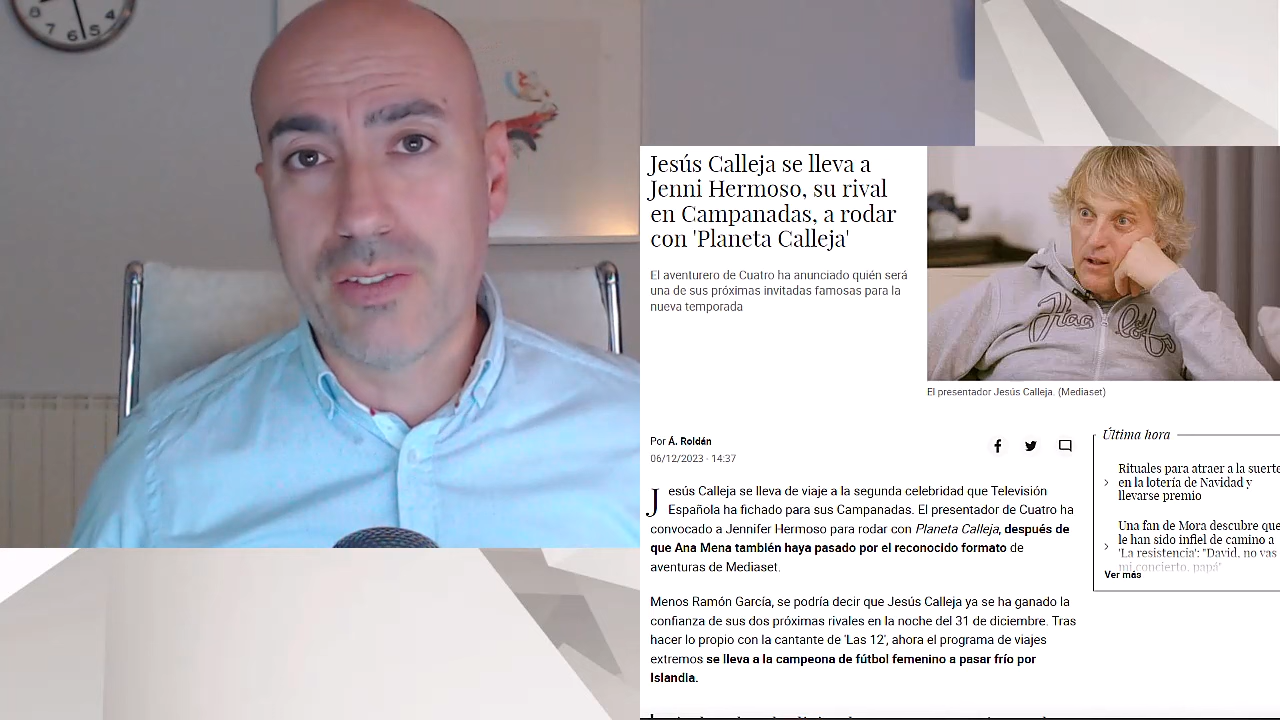 4
5
6
7
8
Jesús Calleja se lleva a
Jenni Hermoso, su rival
en Campanadas, a rodar
con 'Planeta Calleja'
El aventurero de Cuatro ha anunciado quién será
una de sus próximas invitadas famosas para la
nueva temporada
El presentador Jesús Calleja. (Mediaset)
Por Á. Roldán
06/12/2023 - 14:37
Jesús Calleja se lleva de viaje a la segunda celebridad que Televisión
Española ha fichado para sus Campanadas. El presentador de Cuatro ha
convocado a Jennifer Hermoso para rodar con Planeta Calleja, después de
que Ana Mena también haya pasado por el reconocido formato de
aventuras de Mediaset.
Menos Ramón García, se podría decir que Jesús Calleja ya se ha ganado la
confianza de sus dos próximas rivales en la noche del 31 de diciembre. Tras
hacer lo propio con la cantante de 'Las 12', ahora el programa de viajes
extremos se lleva a la campeona de fútbol femenino a pasar frío por
Islandia.
Última hora
Rituales para atraer a la suerte
en la lotería de Navidad y
llevarse premio
Una fan de Mora descubre que
le han sido infiel de camino a
'La resistencia': "David, no vas a
mi concierto, papá"
Ver más